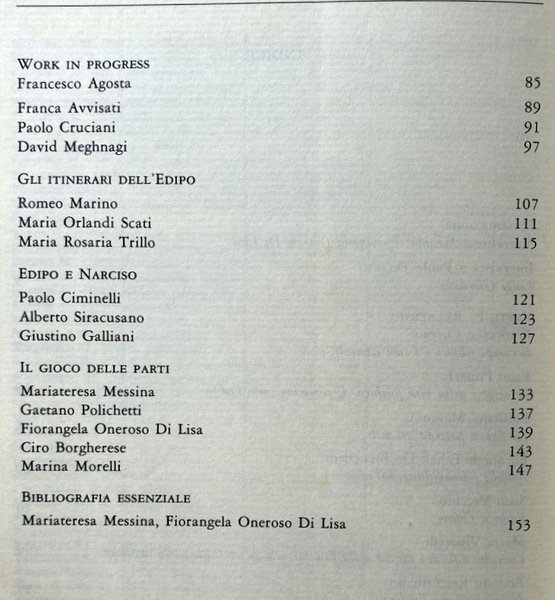 WORK IN PROGRESS
Francesco Agosta 85
Franca Avvisati 89
Paolo Cruciani 91
David Meghnagi 97
GLI ITINERARI DELL'EDIPO
Romeo Marino 107
Maria Orlandi Scati 111
Maria Rosaria Trillo 115
EDIPO E NARCISO
Paolo Ciminelli 121
Alberto Siracusano 123
Giustino Galliani 127
IL GIOCO DELLE PARTI
Mariateresa Messina 133
Gaetano Polichetti 137
Fiorangela Oneroso Di Lisa 139
Ciro Borgherese 143
Marina Morelli 147
BIBLIOGRAFIA ESSENZIALE
Mariateresa Messina, Fiorangela Oneroso Di Lisa 153